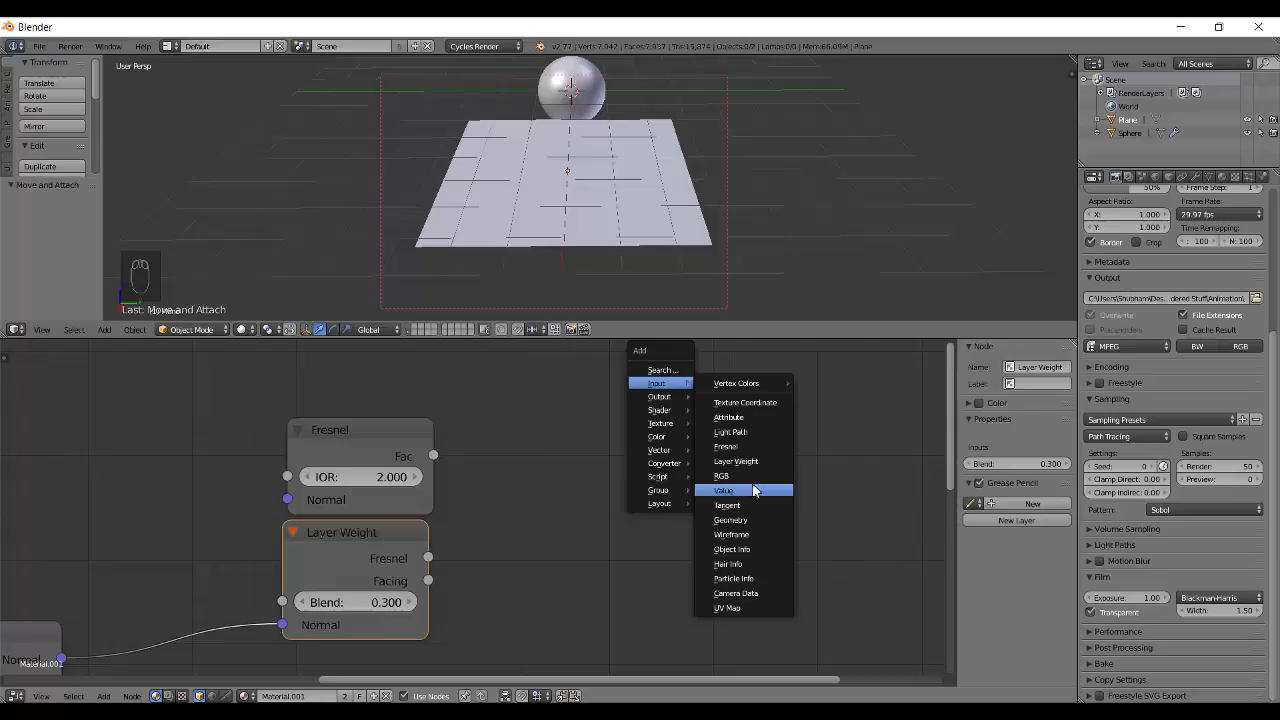 Blender
File Render Window Help Default Scene Cycles Render v2.77 | Verts:7,942 | Faces:7,937 | Tris:15,874 | Objects:0/2 | Lamps:0/0 | Mem:66.09M | Plane
Transform
Translate
Rotate
Scale
Mirror
Edit
Duplicate
Move and Attach
User Persp
Last: Move and Attach
View Select Add Object Object Mode Global
View Search All Scenes
Scene
RenderLayers
World
Plane
Sphere
50%
Frame Step: 1
Aspect Ratio: Frame Rate:
X: 1.000 29.97 fps
Y: 1.000 Time Remapping:
Border Crop : 100 N: 100
Metadata
Output
C:\Users\Shubham\Des...dered Stuff\Animation\
Overwrite File Extensions
Placeholders Cache Result
MPEG BW RGB
Freestyle
Sampling
Sampling Presets
Path Tracing Square Samples
Settings: Samples:
Seed: 0 Render: 50
Clamp Direct: 0.00 Preview: 0
Clamp Indirec: 0.00
Pattern: Sobol
Volume Sampling
Light Paths
Motion Blur
Film
Exposure: 1.00 Blackman-Harris
Transparent Width: 1.50
Performance
Post Processing
Bake
Copy Settings
Freestyle SVG Export
Fresnel
Fac
IOR: 2.000
Normal
Layer Weight
Fresnel
Facing
Blend: 0.300
Normal
Normal
Material.001
Add
Search ...
Input
Output
Shader
Texture
Color
Vector
Converter
Script
Group
Layout
Vertex Colors
Texture Coordinate
Attribute
Light Path
Fresnel
Layer Weight
RGB
Value
Tangent
Geometry
Wireframe
Object Info
Hair Info
Particle Info
Camera Data
UV Map
Node
Name: Layer Weight
Label:
Color
Properties
Inputs:
Blend: 0.300
Grease Pencil
New
New Layer
View Select Add Node Material.001 2 F Use Nodes